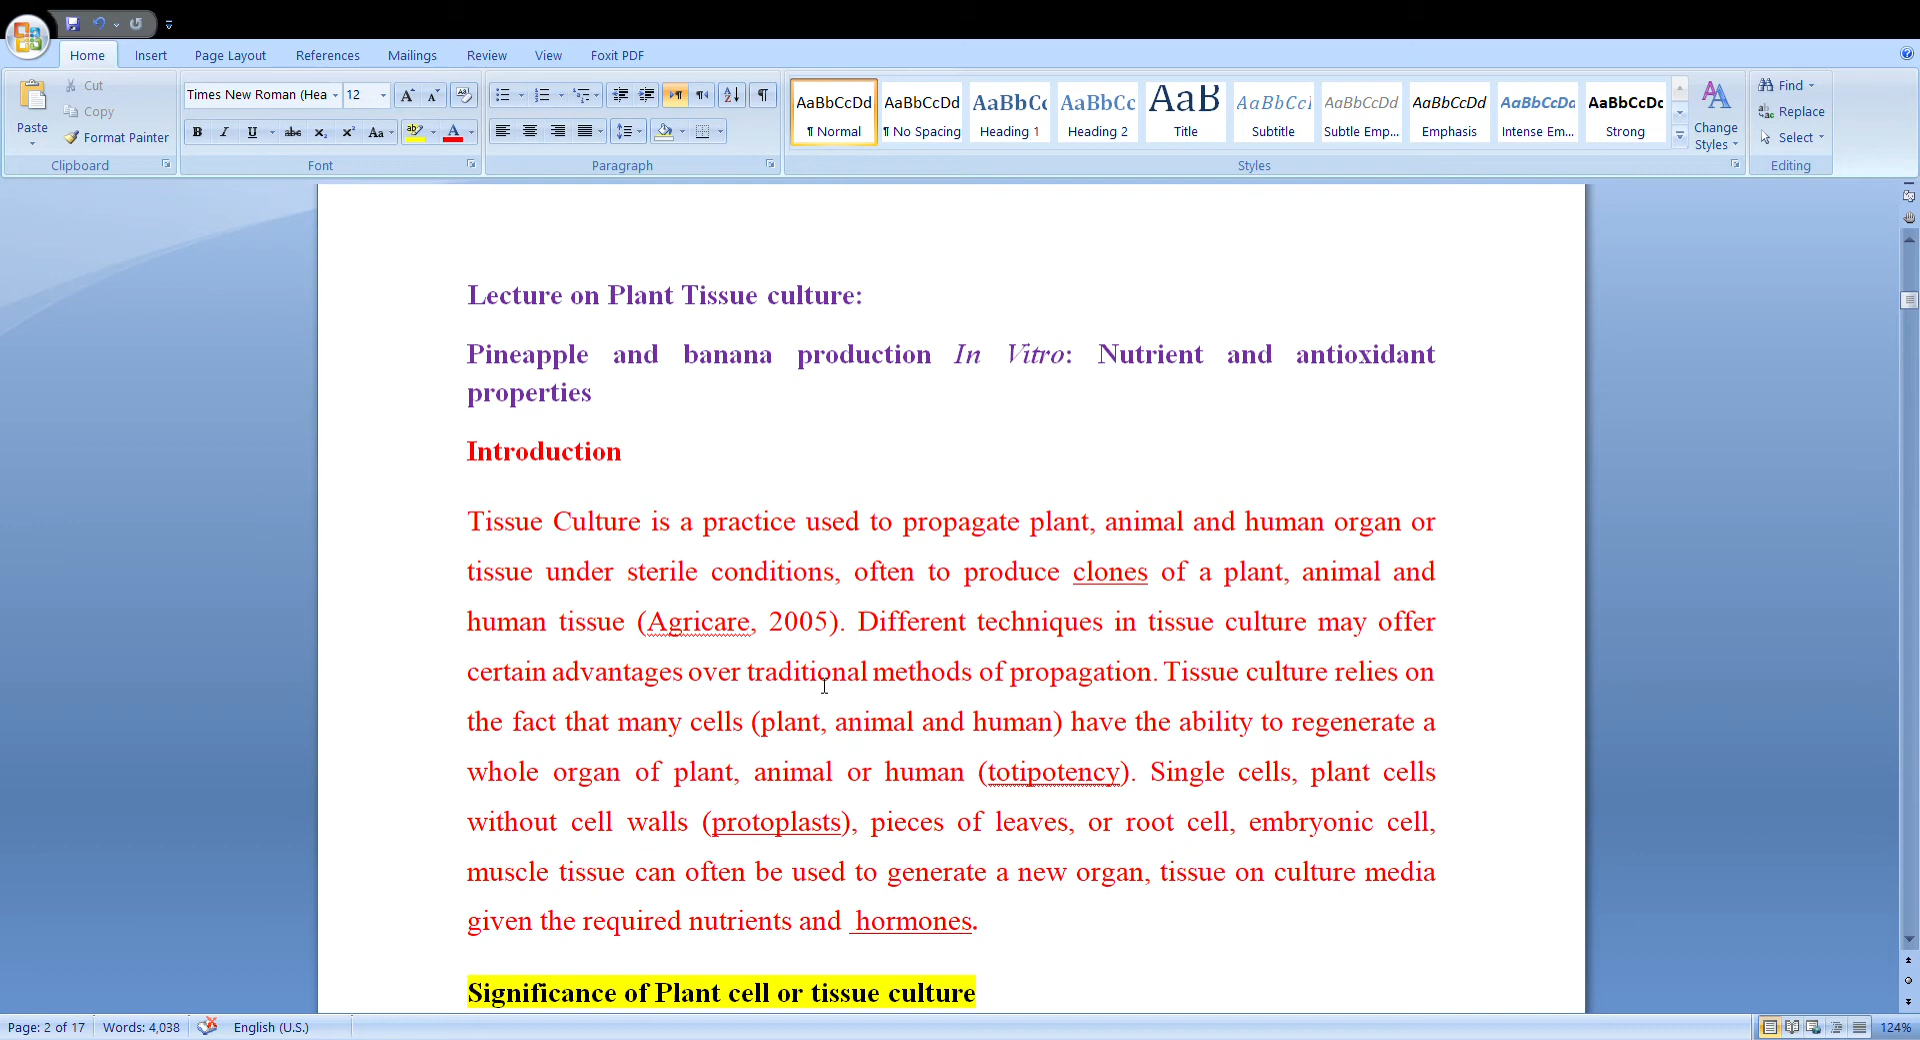 Home Insert Page Layout References Mailings Review View Foxit PDF
Paste
Cut
Copy
Format Painter
Clipboard
Times New Roman (Hea 12
Font
Paragraph
AaBbCcDd AaBbCcDd AaBbCc AaBbCc AaB AaBbCcI AaBbCcDd AaBbCcDd AaBbCcDd AaBbCcDc
¶ Normal ¶ No Spacing Heading 1 Heading 2 Title Subtitle Subtle Emp... Emphasis Intense Em... Strong
Change
Styles
Styles
Find
Replace
Select
Editing
Lecture on Plant Tissue culture:
Pineapple and banana production In Vitro: Nutrient and antioxidant
properties
Introduction
Tissue Culture is a practice used to propagate plant, animal and human organ or
tissue under sterile conditions, often to produce clones of a plant, animal and
human tissue (Agricare, 2005). Different techniques in tissue culture may offer
certain advantages over traditional methods of propagation. Tissue culture relies on
the fact that many cells (plant, animal and human) have the ability to regenerate a
whole organ of plant, animal or human (totipotency). Single cells, plant cells
without cell walls (protoplasts), pieces of leaves, or root cell, embryonic cell,
muscle tissue can often be used to generate a new organ, tissue on culture media
given the required nutrients and hormones.
Significance of Plant cell or tissue culture
Page: 2 of 17 Words: 4,038 English (U.S.) 124%